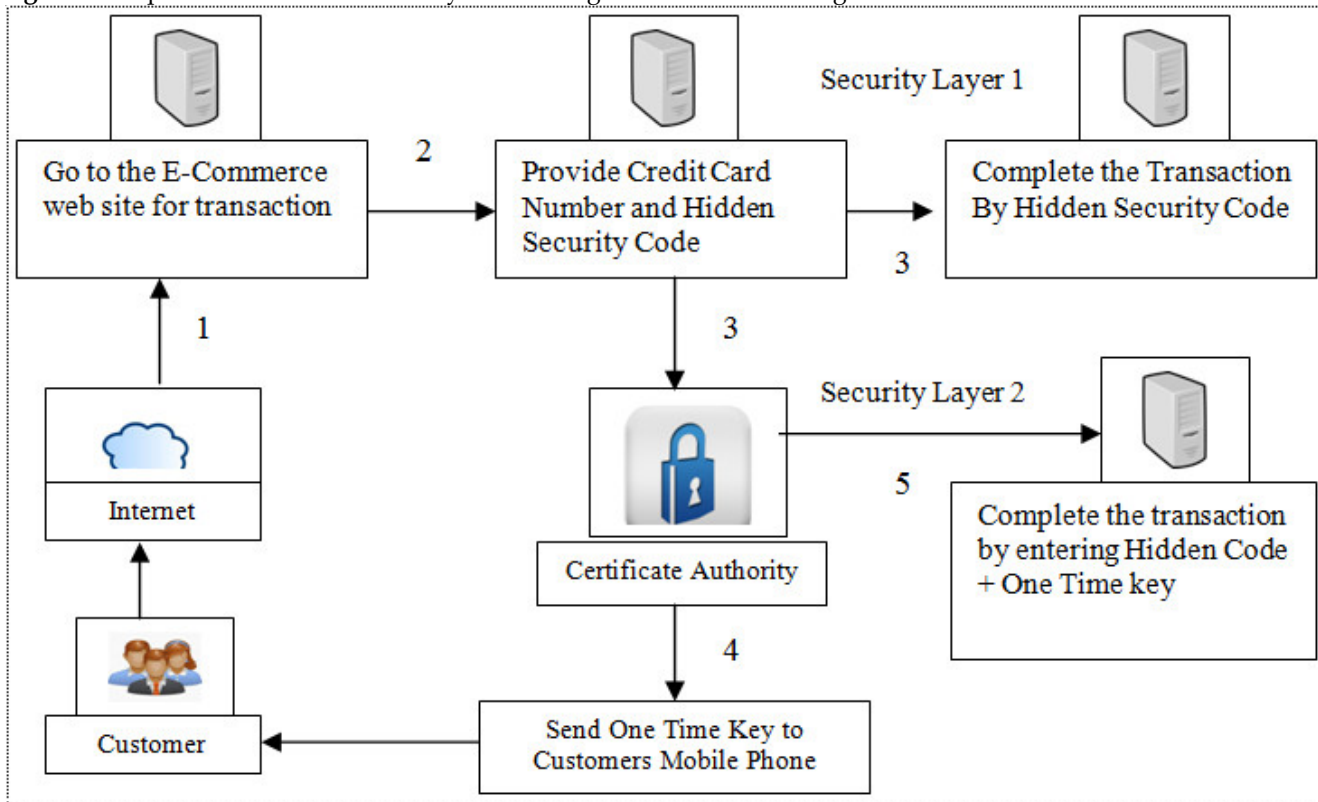 Security Layer 1
Go to the E-Commerce
web site for transaction
2
Provide Credit Card
Number and Hidden
Security Code
3
Complete the Transaction
By Hidden Security Code
1
3
Internet
Security Layer 2
5
Certificate Authority
Complete the transaction
by entering Hidden Code
+ One Time key
4
Customer
Send One Time Key to
Customers Mobile Phone